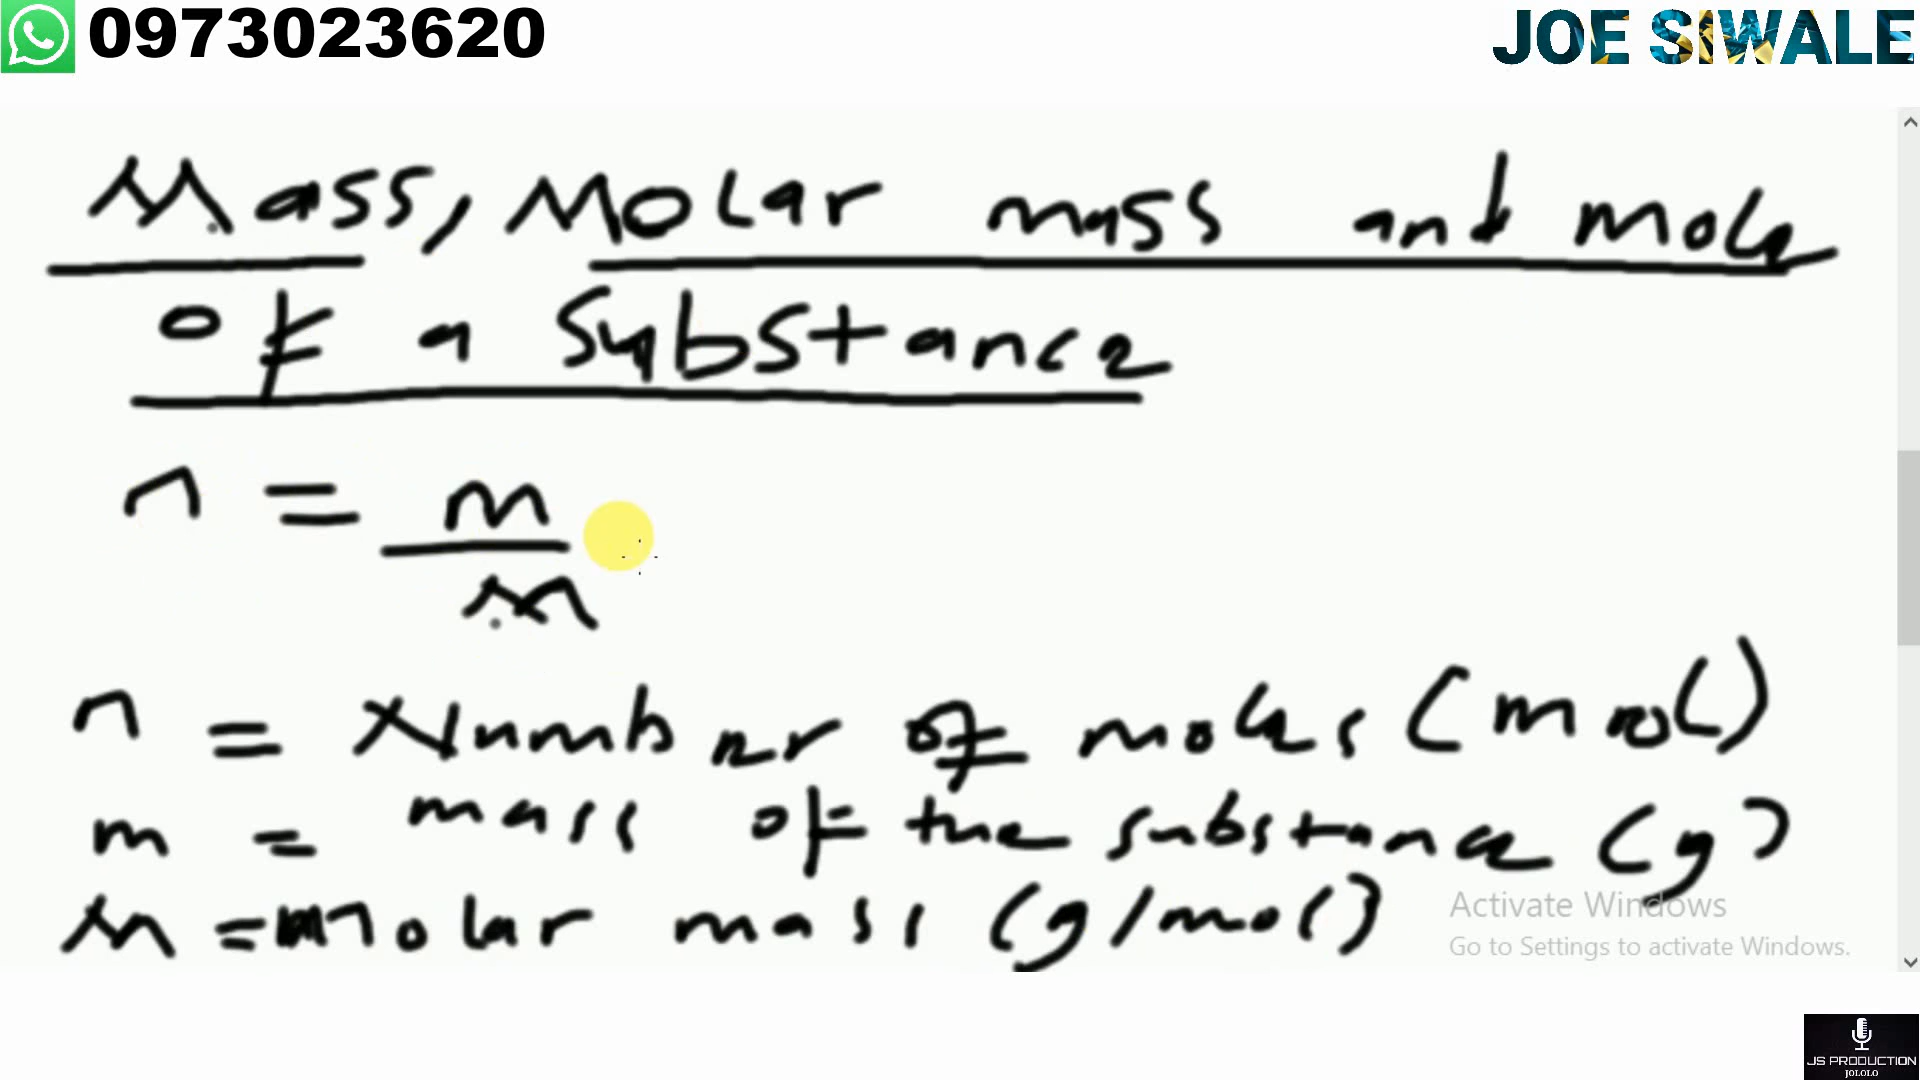 0973023620
JOE SIWALE
Mass, Molar mass and mole
of a substance
n = m
M
n = Number of moles (mol)
m = mass of the substance (g)
M = molar mass (g/mol)
Activate Windows
Go to Settings to activate Windows.
JS PRODUCTION
JOLOLO